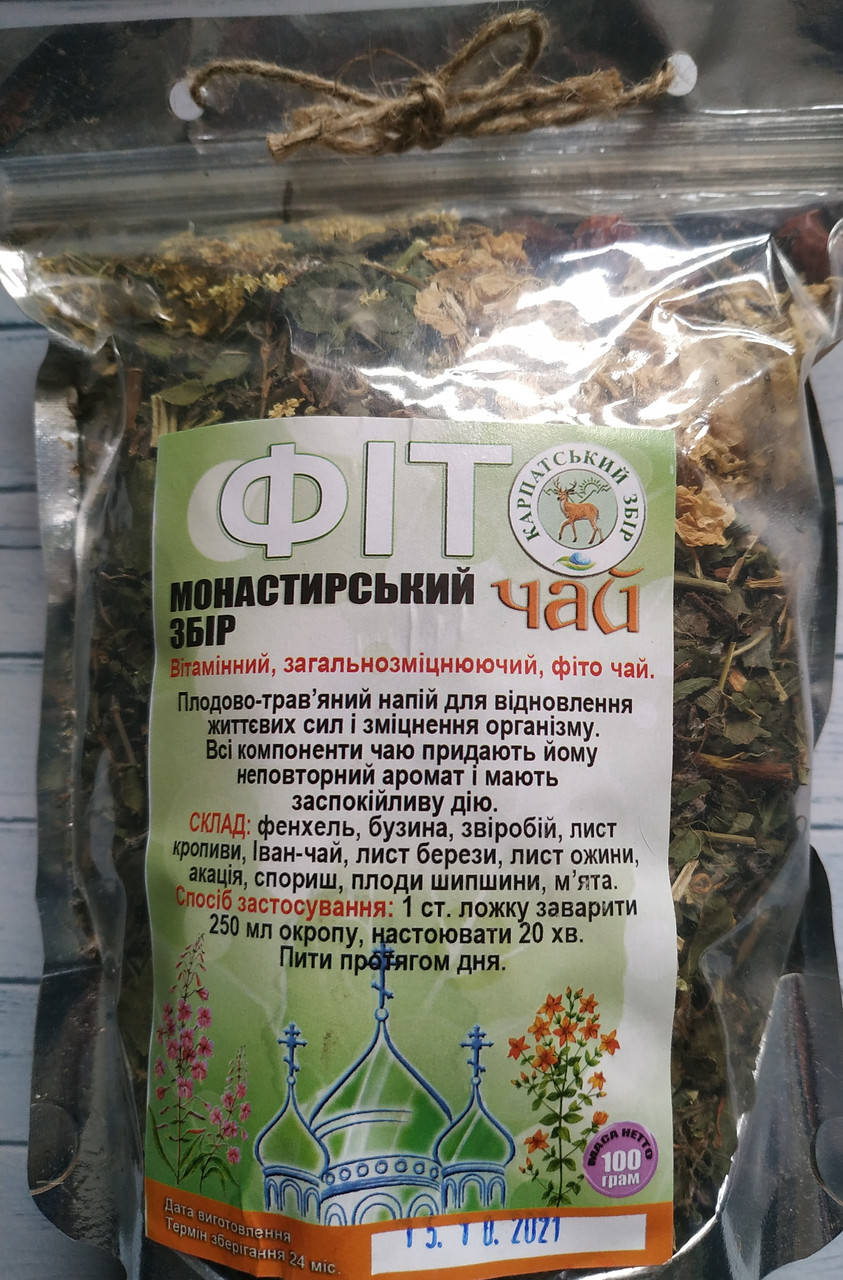 ФІТО
КАРПАТСЬКИЙ ЗБІР
МОНАСТИРСЬКИЙ
ЗБІР
чай
Вітамінний, загальнозміцнюючий, фіто чай.
Плодово-трав’яний напій для відновлення
життєвих сил і зміцнення організму.
Всі компоненти чаю придають йому
неповторний аромат і мають
заспокійливу дію.
СКЛАД: фенхель, бузина, звіробій, лист
кропиви, Іван-чай, лист берези, лист ожини,
акація, спориш, плоди шипшини, м’ята.
Спосіб застосування: 1 ст. ложку заварити
250 мл окропу, настоювати 20 хв.
Пити протягом дня.
МАСА НЕТТО
100
грам
Дата виготовлення
Термін зберігання 24 міс.
15.10.2021